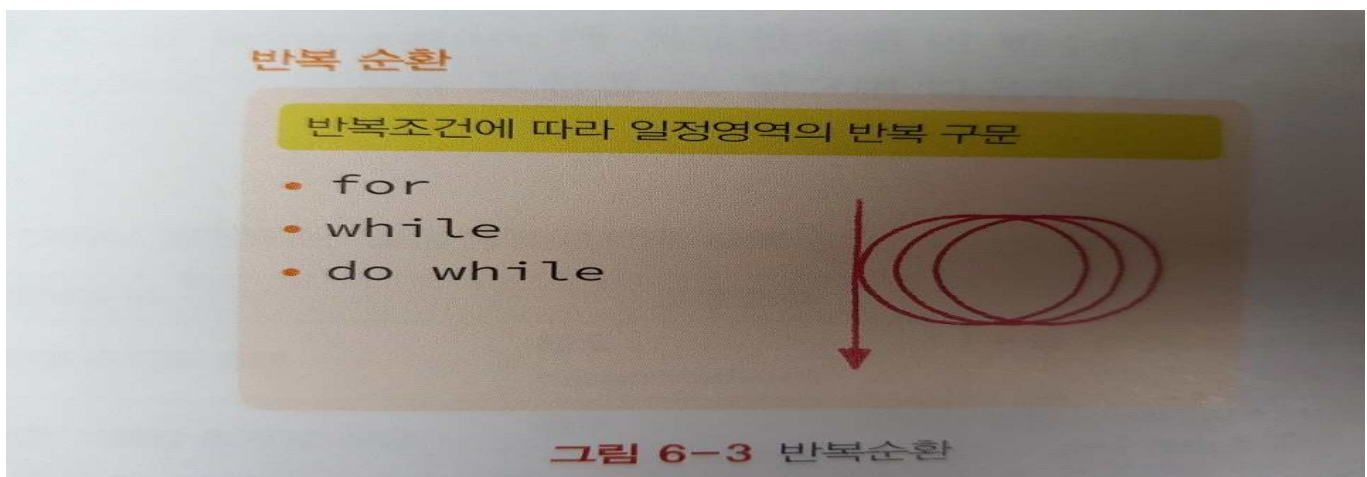 반복 순환
반복조건에 따라 일정영역의 반복 구문
• for
• while
• do while
그림 6-3 반복순환